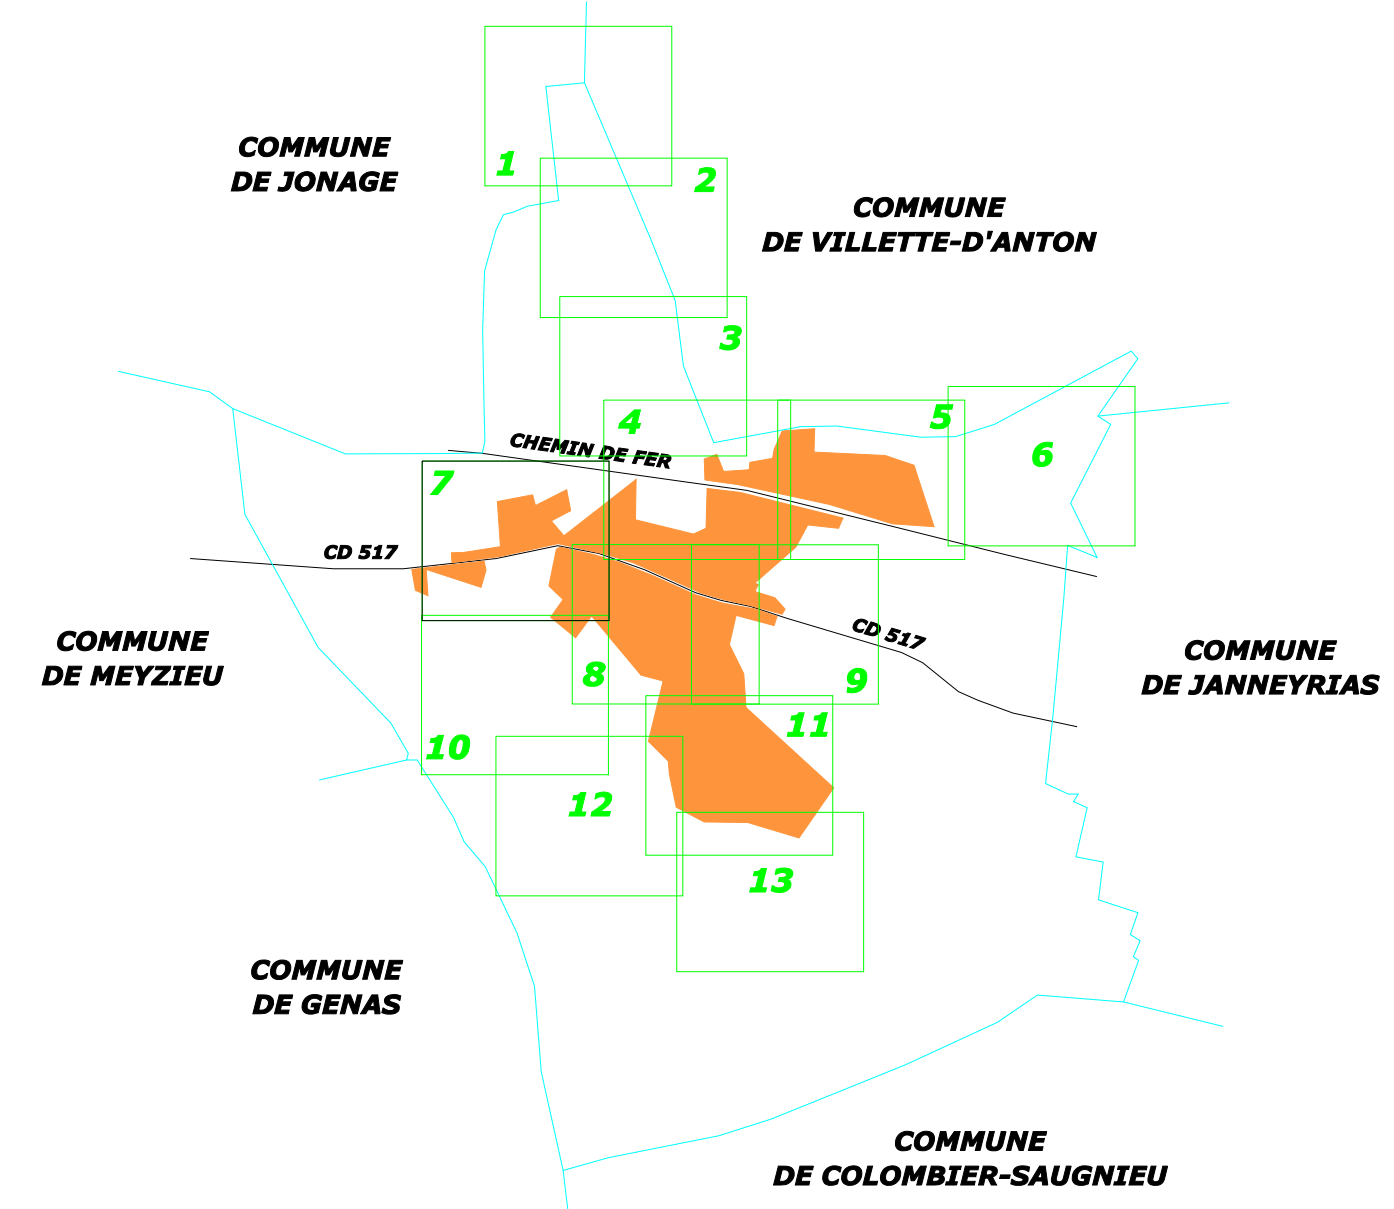 COMMUNE
DE JONAGE
1
2
COMMUNE
DE VILLETTE-D'ANTON
3
4
5
6
CHEMIN DE FER
7
CD 517
COMMUNE
DE MEYZIEU
CD 517
COMMUNE
DE JANNEYRIAS
8
9
10
11
12
13
COMMUNE
DE GENAS
COMMUNE
DE COLOMBIER-SAUGNIEU